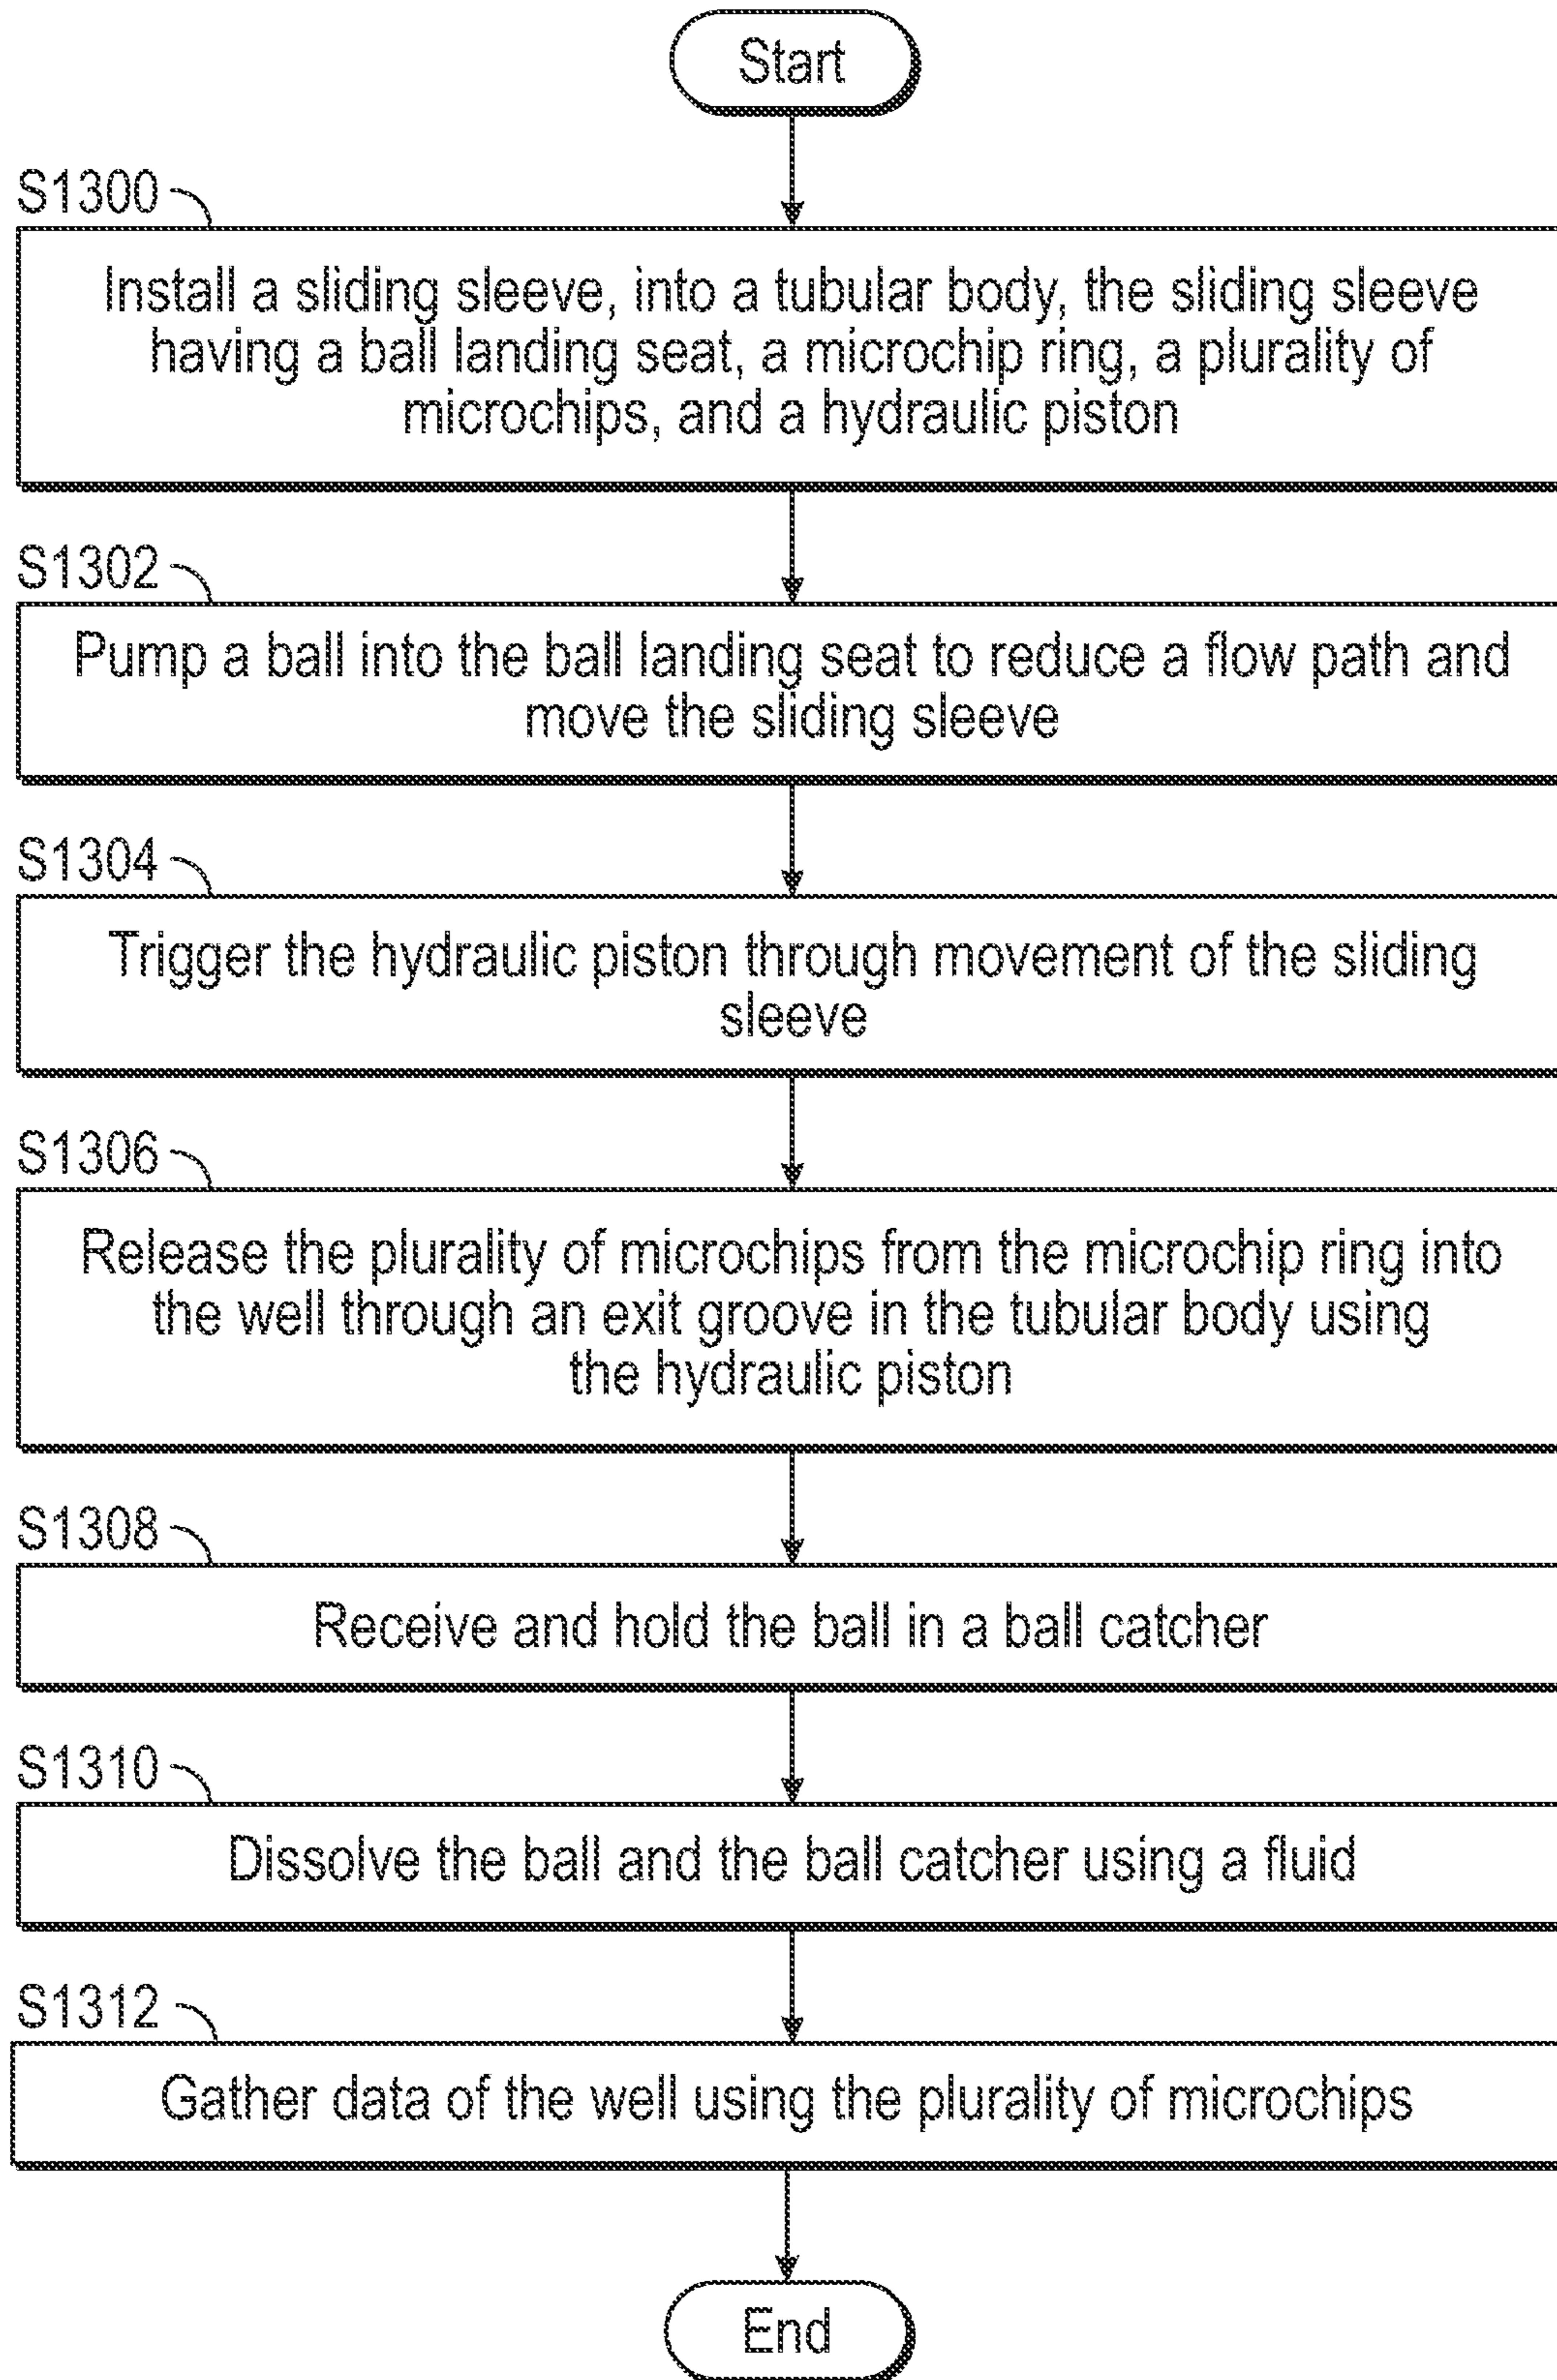 Start
S1300
Install a sliding sleeve, into a tubular body, the sliding sleeve
having a ball landing seat, a microchip ring, a plurality of
microchips, and a hydraulic piston
S1302
Pump a ball into the ball landing seat to reduce a flow path and
move the sliding sleeve
S1304
Trigger the hydraulic piston through movement of the sliding
sleeve
S1306
Release the plurality of microchips from the microchip ring into
the well through an exit groove in the tubular body using
the hydraulic piston
S1308
Receive and hold the ball in a ball catcher
S1310
Dissolve the ball and the ball catcher using a fluid
S1312
Gather data of the well using the plurality of microchips
End